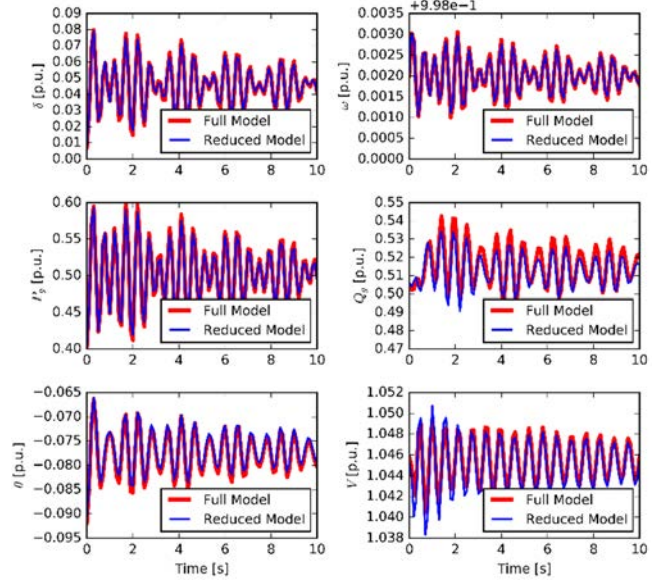 0.09
0.08
0.07
0.06
0.05
0.04
0.03
0.02
0.01
0.00
δ [p.u.]
Full Model
Reduced Model
0 2 4 6 8 10
+9.98e−1
0.0035
0.0030
0.0025
0.0020
0.0015
0.0010
0.0005
0.0000
ω [p.u.]
Full Model
Reduced Model
0 2 4 6 8 10
0.60
0.55
0.50
0.45
0.40
P_g [p.u.]
Full Model
Reduced Model
0 2 4 6 8 10
0.55
0.54
0.53
0.52
0.51
0.50
0.49
0.48
0.47
Q_g [p.u.]
Full Model
Reduced Model
0 2 4 6 8 10
−0.065
−0.070
−0.075
−0.080
−0.085
−0.090
−0.095
θ [p.u.]
Full Model
Reduced Model
0 2 4 6 8 10
Time [s]
1.052
1.050
1.048
1.046
1.044
1.042
1.040
1.038
V [p.u.]
Full Model
Reduced Model
0 2 4 6 8 10
Time [s]